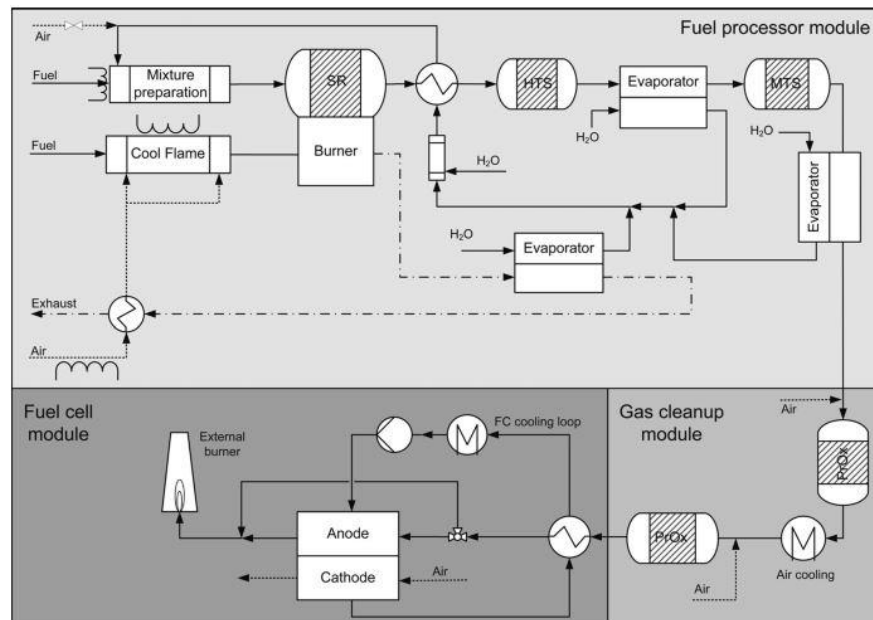 Fuel processor module
Air
Fuel
Mixture
preparation
SR
HTS
Evaporator
MTS
H₂O
H₂O
Fuel
Cool Flame
Burner
H₂O
Evaporator
H₂O
Evaporator
Exhaust
Air
Fuel cell
module
External
burner
FC cooling loop
Gas cleanup
module
Air
PrOx
Anode
PrOx
Cathode
Air
Air
Air cooling